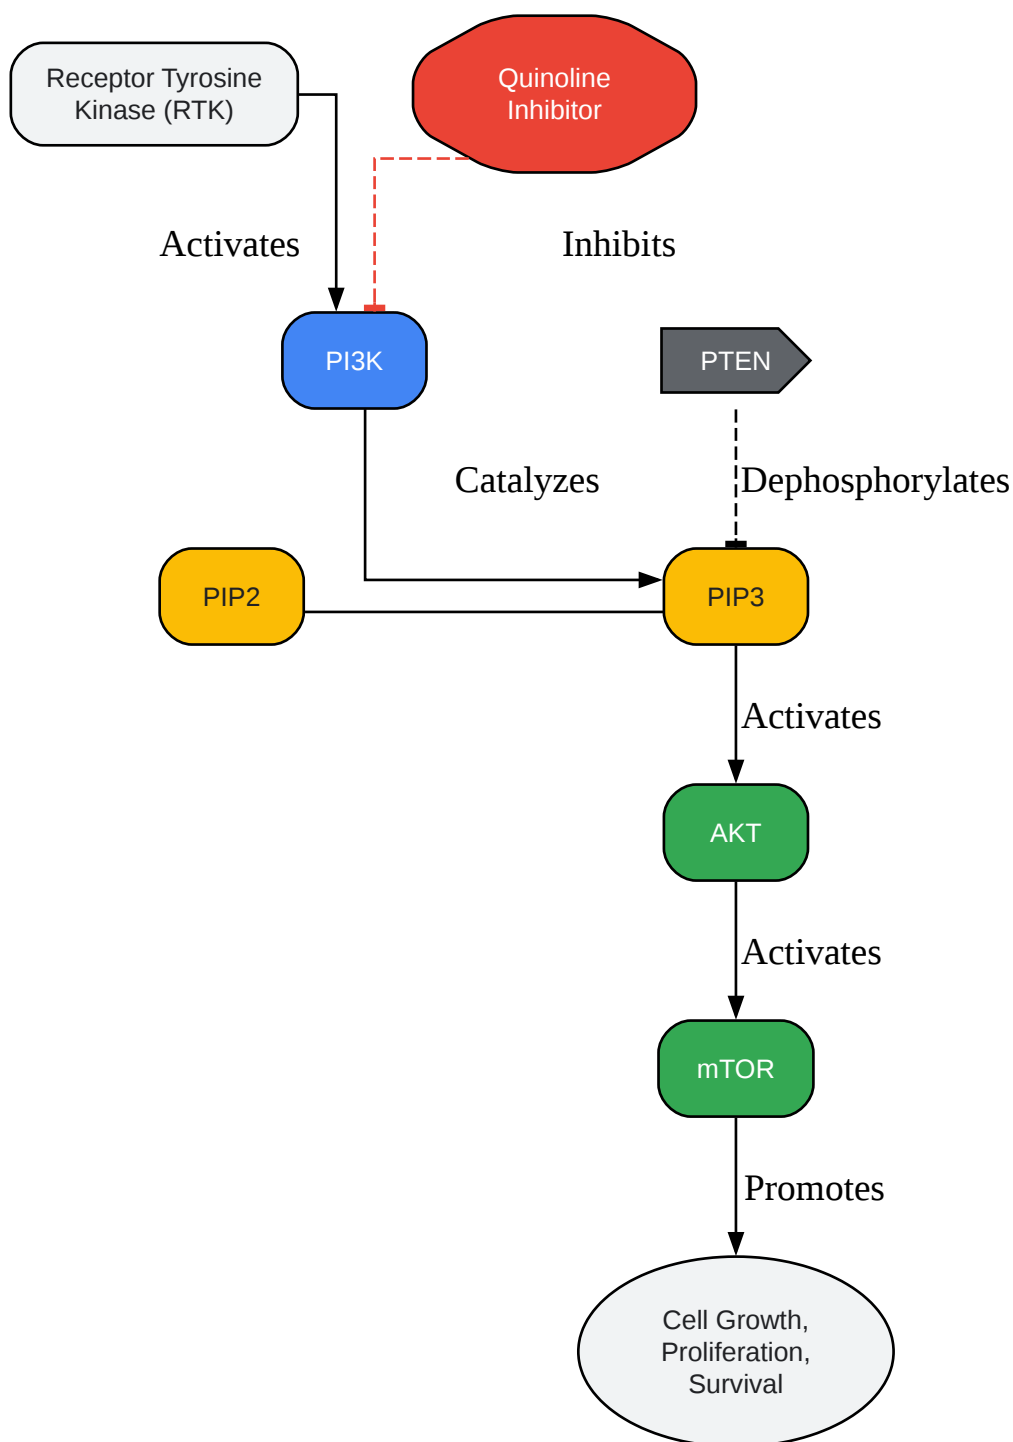 Receptor Tyrosine
Kinase (RTK)
Quinoline
Inhibitor
Activates
Inhibits
PI3K
PTEN
Catalyzes
Dephosphorylates
PIP2
PIP3
Activates
AKT
Activates
mTOR
Promotes
Cell Growth,
Proliferation,
Survival